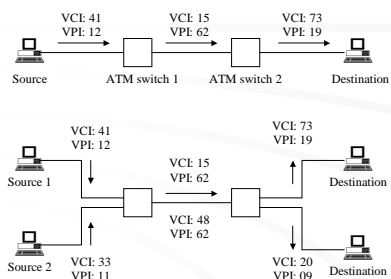 VCI: 41 VCI: 15 VCI: 73
VPI: 12 VPI: 62 VPI: 19
Source ATM switch 1 ATM switch 2 Destination
VCI: 41 VCI: 73
VPI: 12 VPI: 19
VCI: 15
VPI: 62
Source 1 Destination
VCI: 48
VPI: 62
VCI: 33 VCI: 20
VPI: 11 VPI: 09
Source 2 Destination